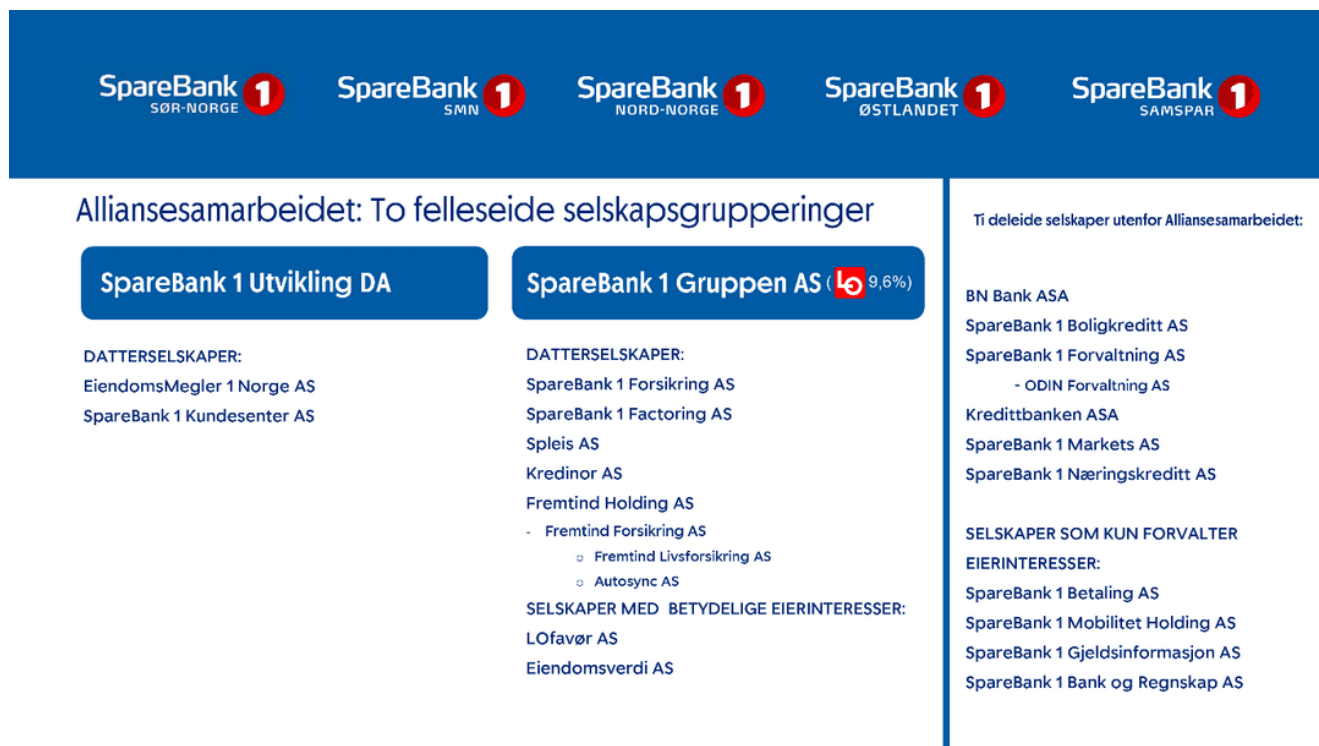 SpareBank 1
SØR-NORGE
SpareBank 1
SMN
SpareBank 1
NORD-NORGE
SpareBank 1
ØSTLANDET
SpareBank 1
SAMSPAR
Alliansesamarbeidet: To felleseide selskapsgrupperinger
SpareBank 1 Utvikling DA
DATTERSELSKAPER:
EiendomsMegler 1 Norge AS
SpareBank 1 Kundesenter AS
SpareBank 1 Gruppen AS ( LO 9,6%)
DATTERSELSKAPER:
SpareBank 1 Forsikring AS
SpareBank 1 Factoring AS
Spleis AS
Kredinor AS
Fremtind Holding AS
- Fremtind Forsikring AS
○ Fremtind Livsforsikring AS
○ Autosync AS
SELSKAPER MED BETYDELIGE EIERINTERESSER:
LOfavør AS
Eiendomsverdi AS
Ti deleide selskaper utenfor Alliansesamarbeidet:
BN Bank ASA
SpareBank 1 Boligkreditt AS
SpareBank 1 Forvaltning AS
- ODIN Forvaltning AS
Kredittbanken ASA
SpareBank 1 Markets AS
SpareBank 1 Næringskreditt AS
SELSKAPER SOM KUN FORVALTER
EIERINTERESSER:
SpareBank 1 Betaling AS
SpareBank 1 Mobilitet Holding AS
SpareBank 1 Gjeldsinformasjon AS
SpareBank 1 Bank og Regnskap AS